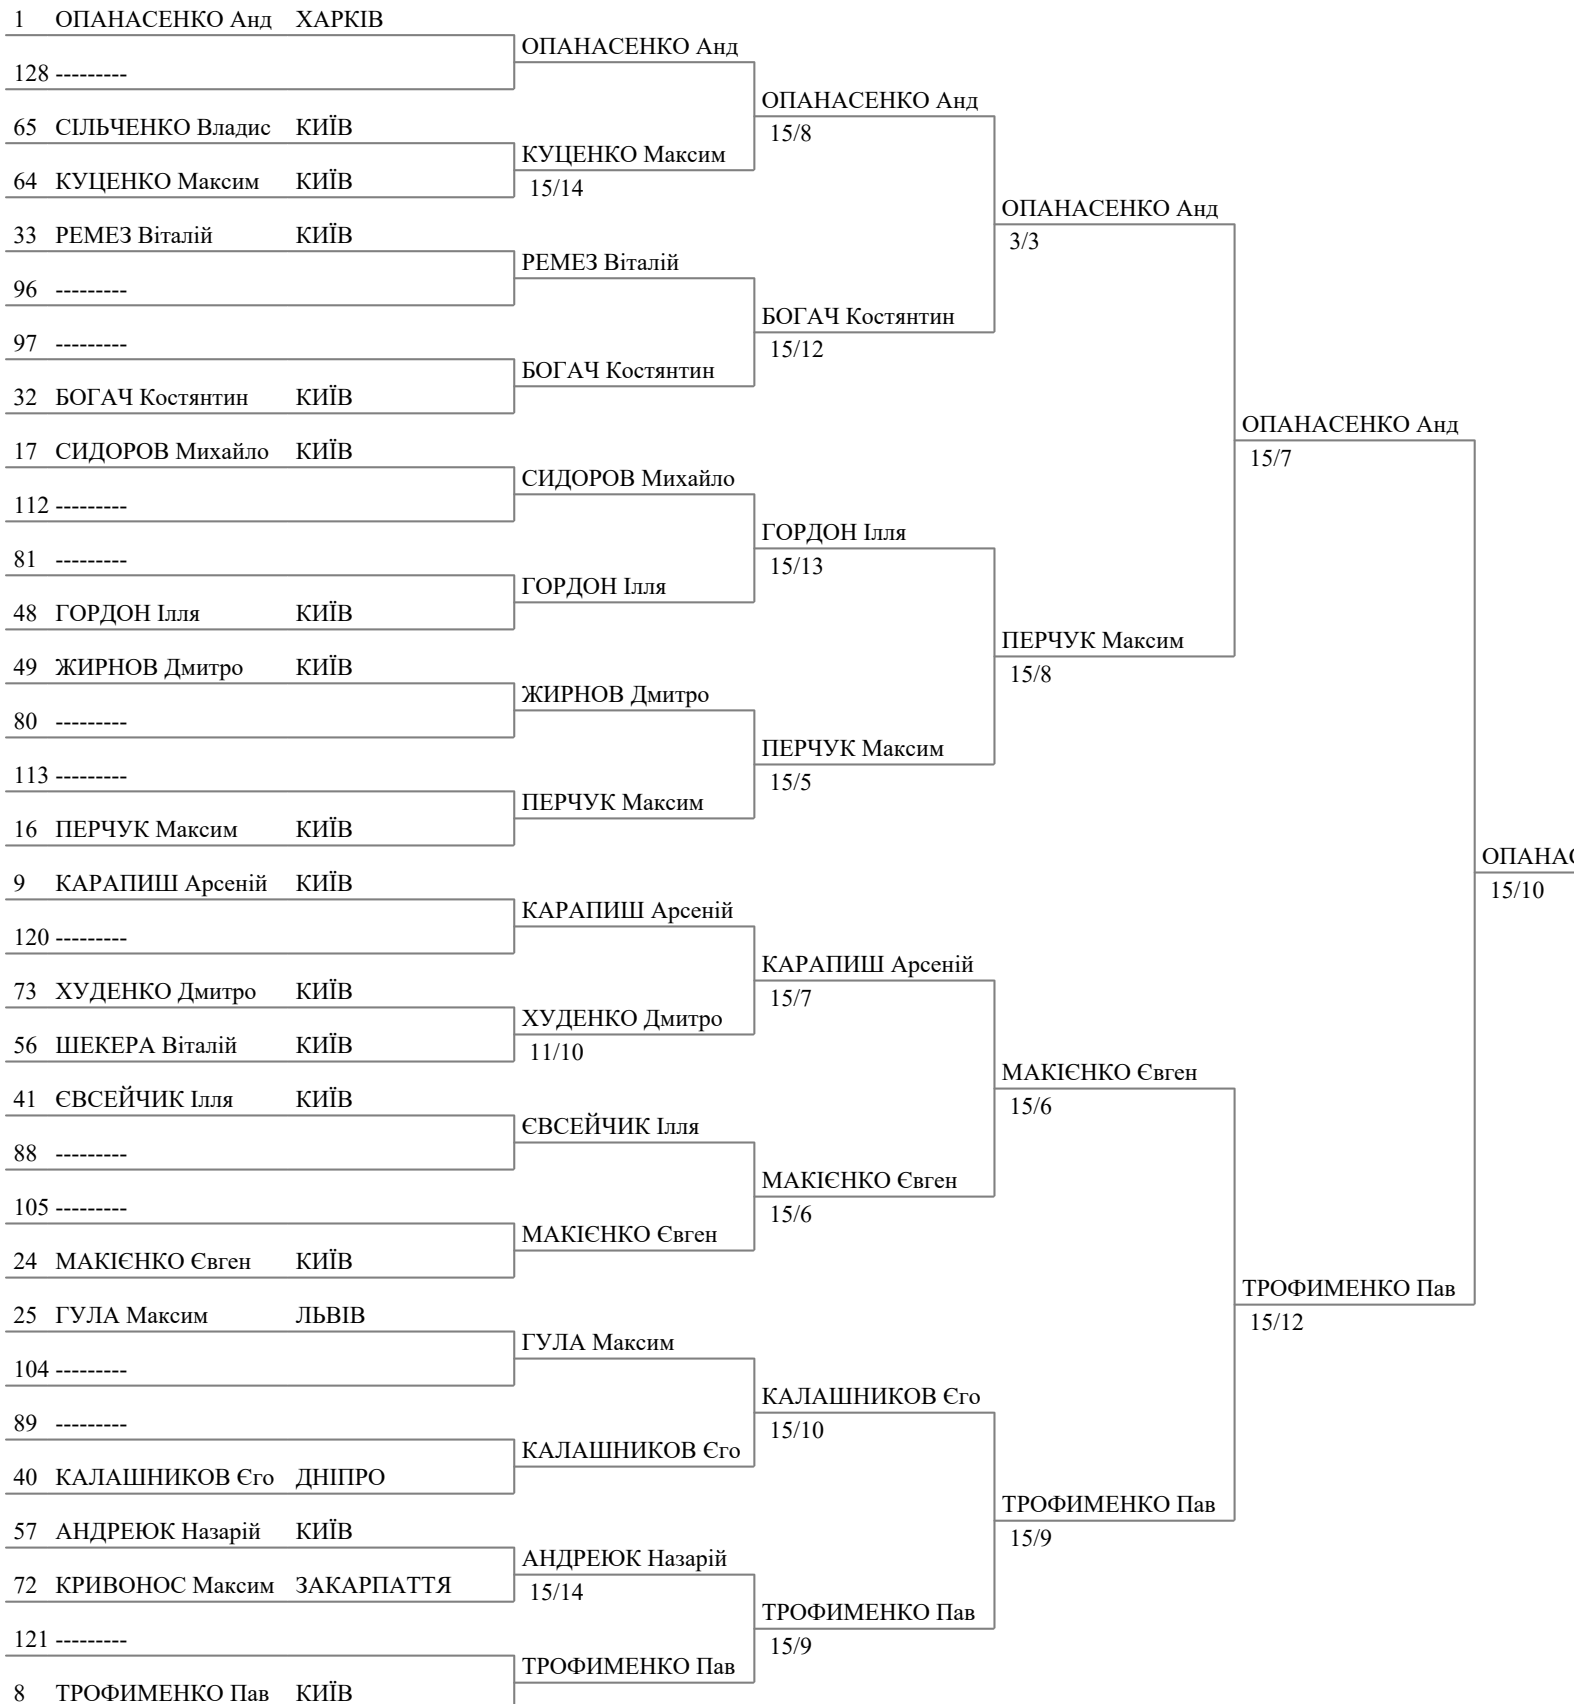 1 ОПАНАСЕНКО Анд ХАРКІВ
ОПАНАСЕНКО Анд
128 ---------
ОПАНАСЕНКО Анд
65 СІЛЬЧЕНКО Владис КИЇВ
15/8
КУЦЕНКО Максим
64 КУЦЕНКО Максим КИЇВ
15/14
ОПАНАСЕНКО Анд
33 РЕМЕЗ Віталій КИЇВ
3/3
РЕМЕЗ Віталій
96 ---------
БОГАЧ Костянтин
97 ---------
15/12
БОГАЧ Костянтин
32 БОГАЧ Костянтин КИЇВ
ОПАНАСЕНКО Анд
17 СИДОРОВ Михайло КИЇВ
15/7
СИДОРОВ Михайло
112 ---------
ГОРДОН Ілля
81 ---------
15/13
ГОРДОН Ілля
48 ГОРДОН Ілля КИЇВ
ПЕРЧУК Максим
49 ЖИРНОВ Дмитро КИЇВ
15/8
ЖИРНОВ Дмитро
80 ---------
ПЕРЧУК Максим
113 ---------
15/5
ПЕРЧУК Максим
16 ПЕРЧУК Максим КИЇВ
ОПАНАС
9 КАРАПИШ Арсеній КИЇВ
15/10
КАРАПИШ Арсеній
120 ---------
КАРАПИШ Арсеній
73 ХУДЕНКО Дмитро КИЇВ
15/7
ХУДЕНКО Дмитро
56 ШЕКЕРА Віталій КИЇВ
11/10
МАКІЄНКО Євген
41 ЄВСЕЙЧИК Ілля КИЇВ
15/6
ЄВСЕЙЧИК Ілля
88 ---------
МАКІЄНКО Євген
105 ---------
15/6
МАКІЄНКО Євген
24 МАКІЄНКО Євген КИЇВ
ТРОФИМЕНКО Пав
25 ГУЛА Максим ЛЬВІВ
15/12
ГУЛА Максим
104 ---------
КАЛАШНИКОВ Єго
89 ---------
15/10
КАЛАШНИКОВ Єго
40 КАЛАШНИКОВ Єго ДНІПРО
ТРОФИМЕНКО Пав
57 АНДРЕЮК Назарій КИЇВ
15/9
АНДРЕЮК Назарій
72 КРИВОНОС Максим ЗАКАРПАТТЯ
15/14
ТРОФИМЕНКО Пав
121 ---------
15/9
ТРОФИМЕНКО Пав
8 ТРОФИМЕНКО Пав КИЇВ